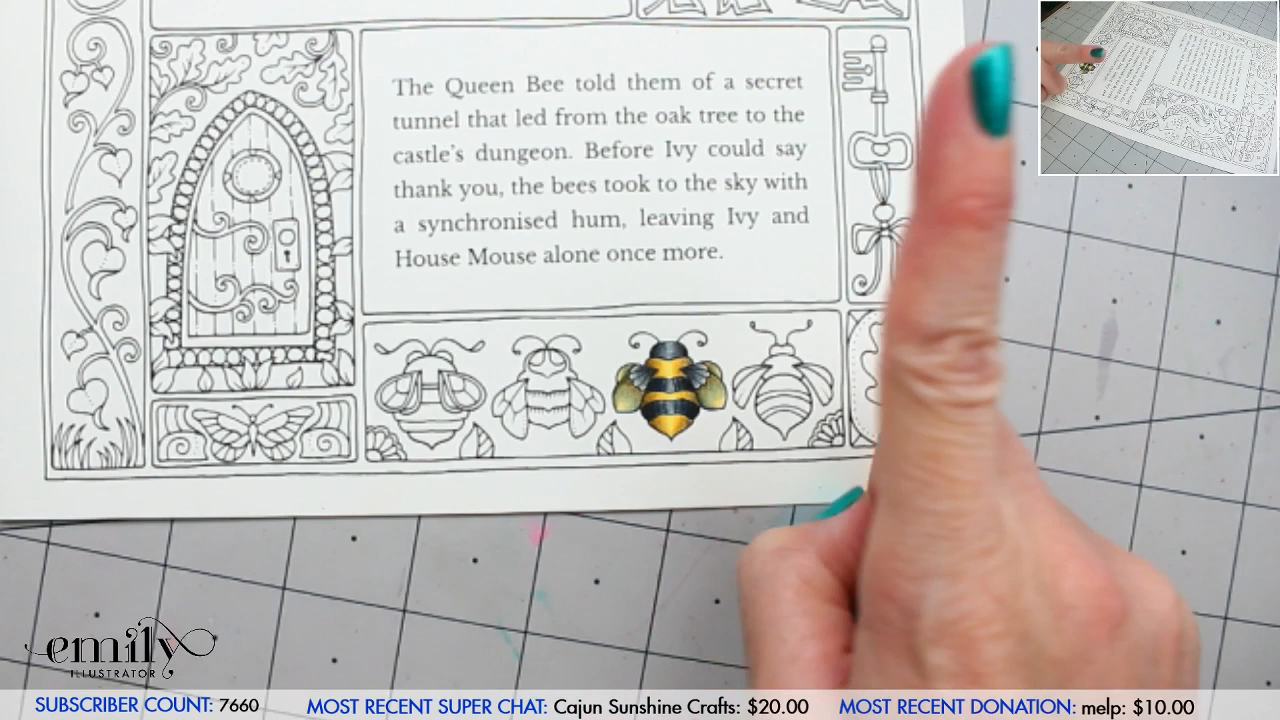 The Queen Bee told them of a secret
tunnel that led from the oak tree to the
castle's dungeon. Before Ivy could say
thank you, the bees took to the sky with
a synchronised hum, leaving Ivy and
House Mouse alone once more.
emily
ILLUSTRATOR
SUBSCRIBER COUNT: 7660 MOST RECENT SUPER CHAT: Cajun Sunshine Crafts: $20.00 MOST RECENT DONATION: melp: $10.00